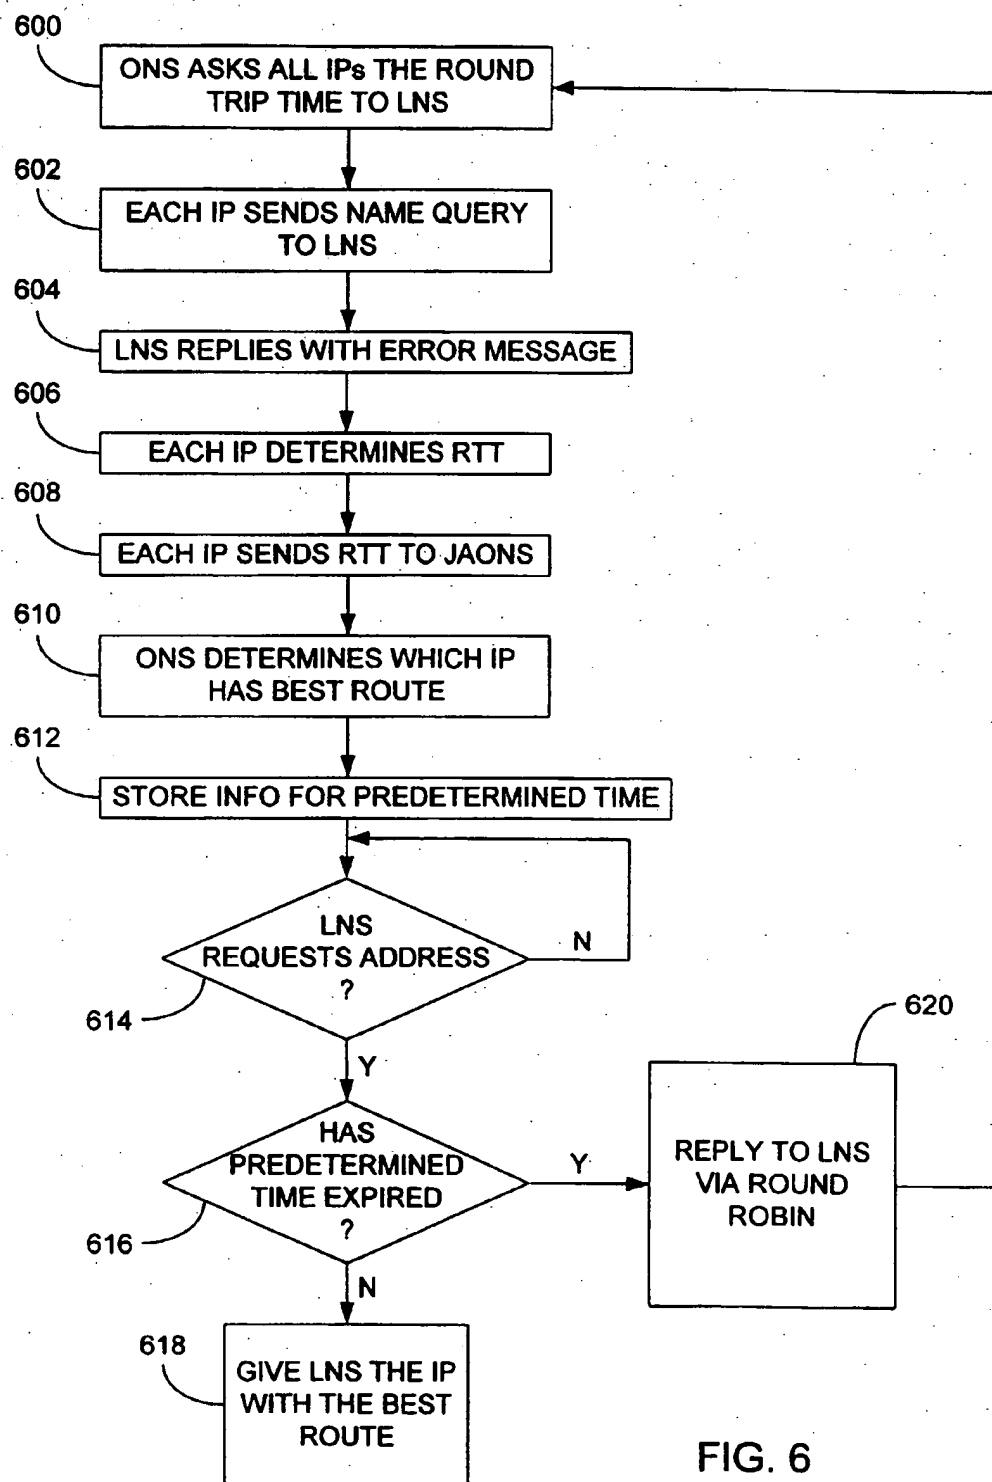 600
ONS ASKS ALL IPs THE ROUND
TRIP TIME TO LNS
602
EACH IP SENDS NAME QUERY
TO LNS
604
LNS REPLIES WITH ERROR MESSAGE
606
EACH IP DETERMINES RTT
608
EACH IP SENDS RTT TO JAONS
610
ONS DETERMINES WHICH IP
HAS BEST ROUTE
612
STORE INFO FOR PREDETERMINED TIME
LNS
REQUESTS ADDRESS
?
N
614
Y
620
HAS
PREDETERMINED
TIME EXPIRED
?
Y
616
REPLY TO LNS
VIA ROUND
ROBIN
N
618
GIVE LNS THE IP
WITH THE BEST
ROUTE
FIG. 6